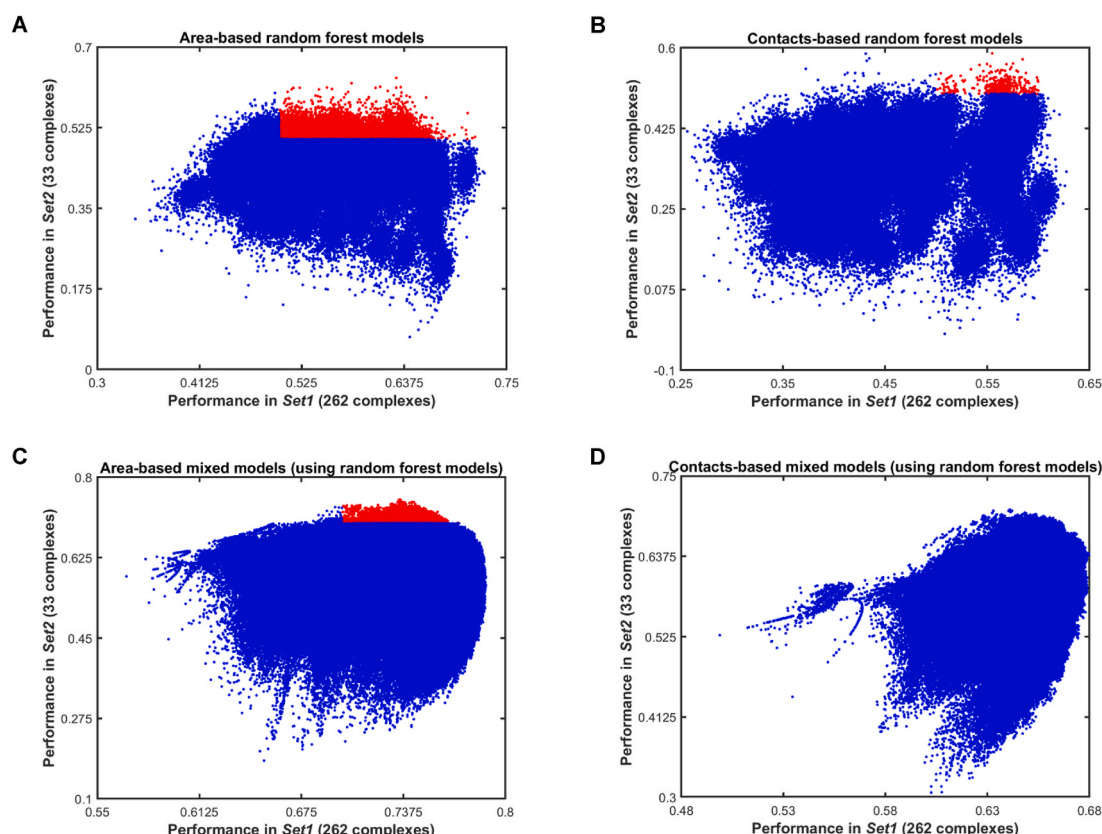 A
Area-based random forest models
0.7
0.525
0.35
0.175
0
0.3
0.4125
0.525
0.6375
0.75
Performance in Set2 (33 complexes)
Performance in Set1 (262 complexes)
B
Contacts-based random forest models
0.6
0.425
0.25
0.075
-0.1
0.25
0.35
0.45
0.55
0.65
Performance in Set2 (33 complexes)
Performance in Set1 (262 complexes)
C
Area-based mixed models (using random forest models)
0.8
0.625
0.45
0.275
0.1
0.55
0.6125
0.675
0.7375
0.8
Performance in Set2 (33 complexes)
Performance in Set1 (262 complexes)
D
Contacts-based mixed models (using random forest models)
0.75
0.6375
0.525
0.4125
0.3
0.48
0.53
0.58
0.63
0.68
Performance in Set2 (33 complexes)
Performance in Set1 (262 complexes)